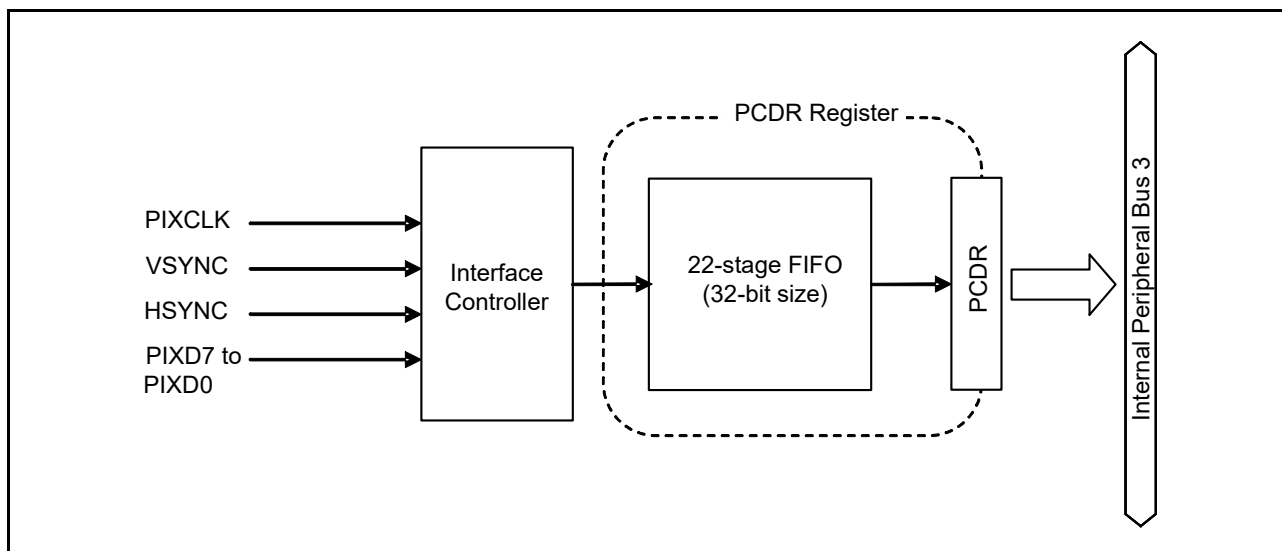 PCDR Register
PIXCLK
VSYNC
HSYNC
PIXD7 to
PIXD0
Interface
Controller
22-stage FIFO
(32-bit size)
PCDR
Internal Peripheral Bus 3